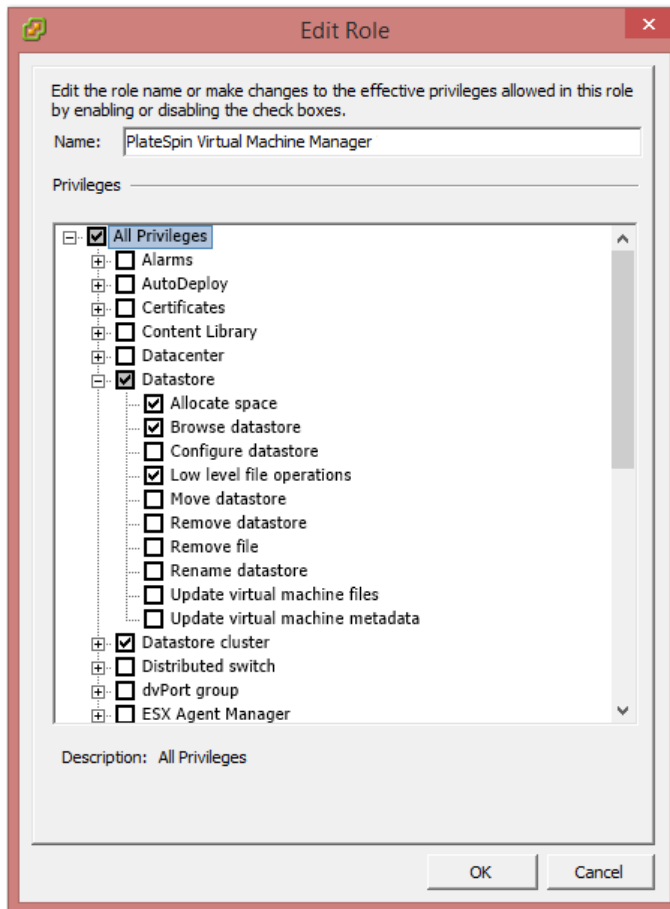 Edit Role
Edit the role name or make changes to the effective privileges allowed in this role
by enabling or disabling the check boxes.
Name: PlateSpin Virtual Machine Manager
Privileges
All Privileges
Alarms
AutoDeploy
Certificates
Content Library
Datacenter
Datastore
Allocate space
Browse datastore
Configure datastore
Low level file operations
Move datastore
Remove datastore
Remove file
Rename datastore
Update virtual machine files
Update virtual machine metadata
Datastore cluster
Distributed switch
dvPort group
ESX Agent Manager
Description: All Privileges
OK Cancel